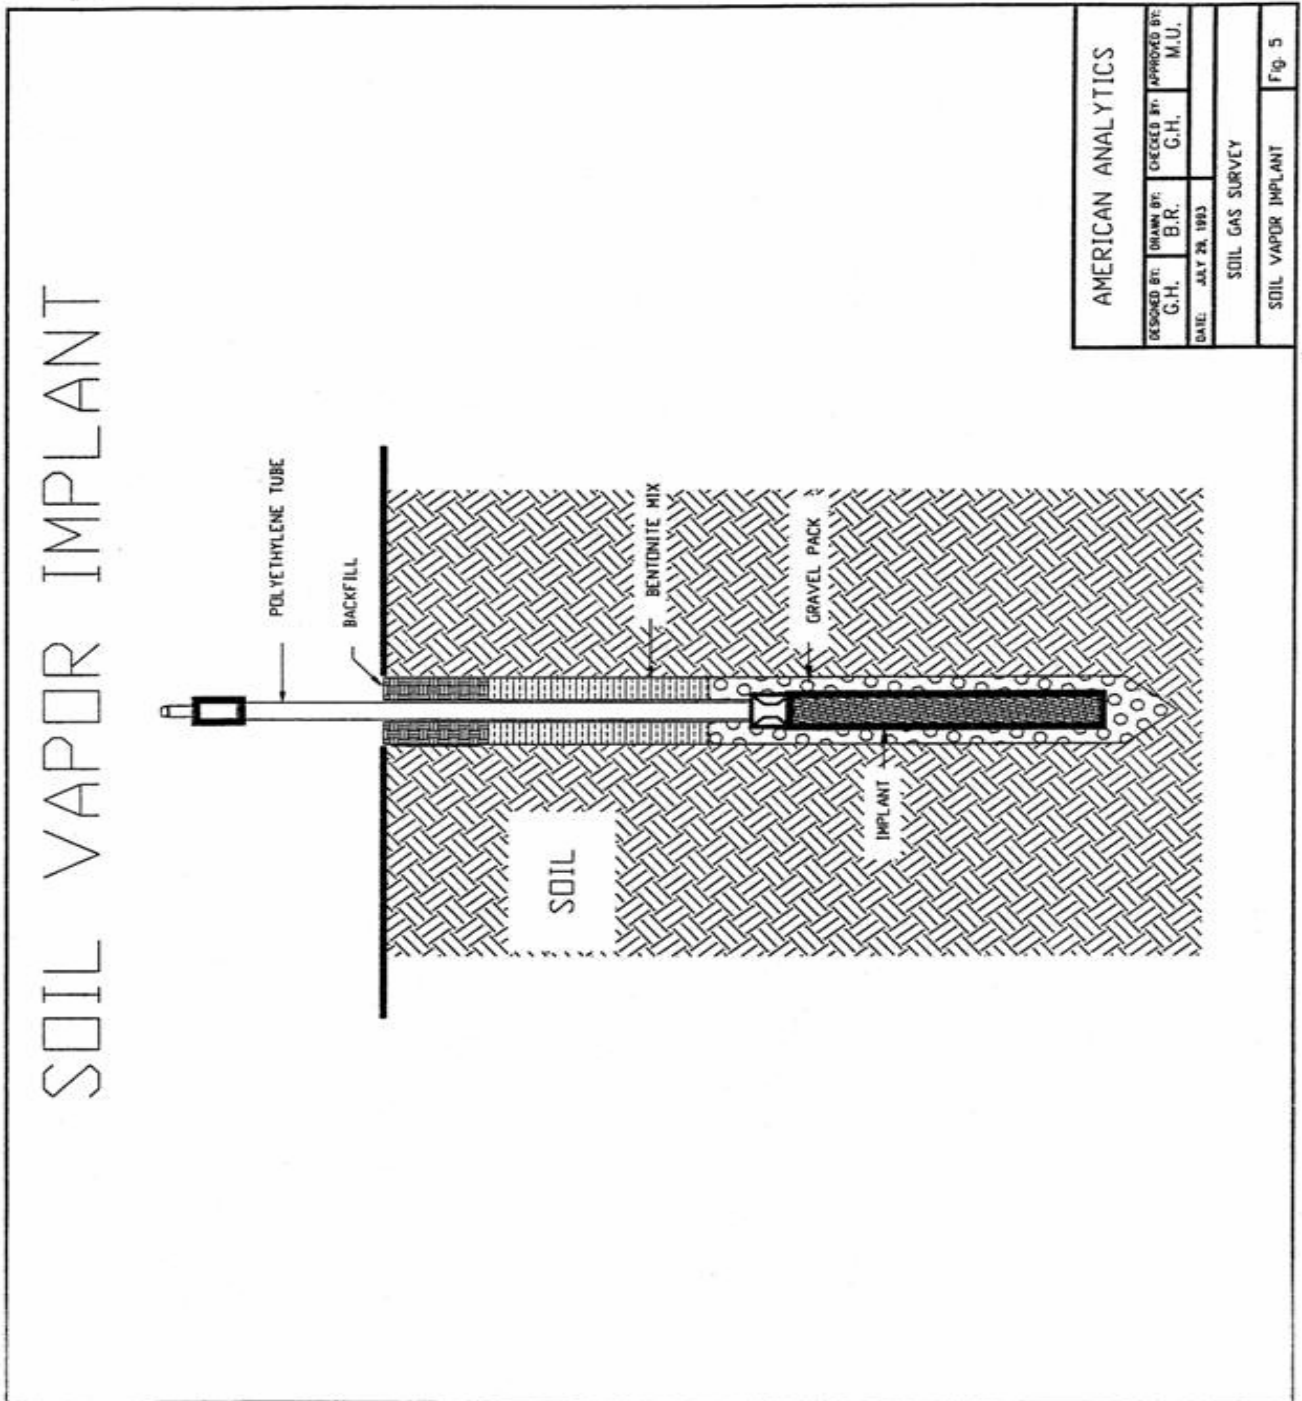 SOIL VAPOR IMPLANT
POLYETHYLENE TUBE
BACKFILL
BENTONITE MIX
SOIL
GRAVEL PACK
IMPLANT
AMERICAN ANALYTICS
DESIGNED BY: DRAWN BY: CHECKED BY: APPROVED BY:
G.H. B.R. G.H. M.U.
DATE: JULY 29, 1993
SOIL GAS SURVEY
SOIL VAPOR IMPLANT Fig. 5